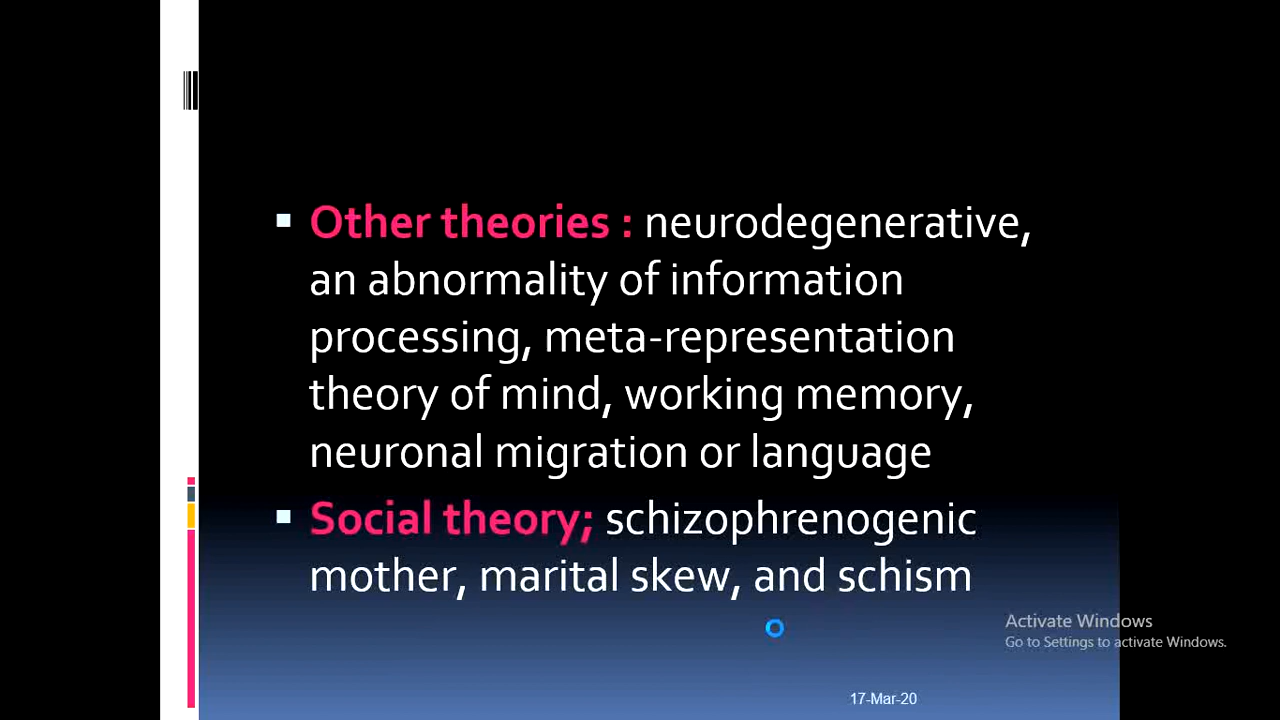 Other theories : neurodegenerative,
an abnormality of information
processing, meta-representation
theory of mind, working memory,
neuronal migration or language
Social theory; schizophrenogenic
mother, marital skew, and schism
Activate Windows
Go to Settings to activate Windows.
17-Mar-20